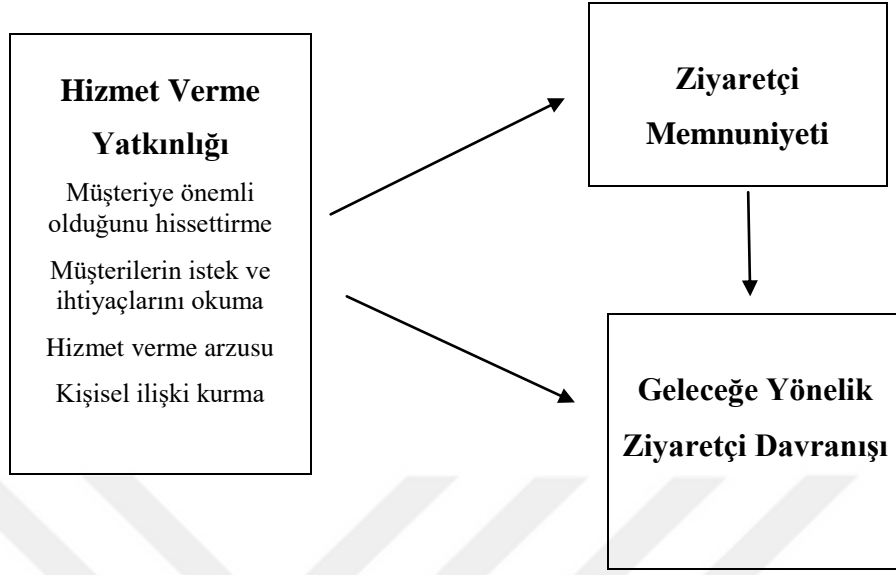 Hizmet Verme
Yatkınlığı
Müşteriye önemli
olduğunu hissettirme
Müşterilerin istek ve
ihtiyaçlarını okuma
Hizmet verme arzusu
Kişisel ilişki kurma
Ziyaretçi
Memnuniyeti
Geleceğe Yönelik
Ziyaretçi Davranışı